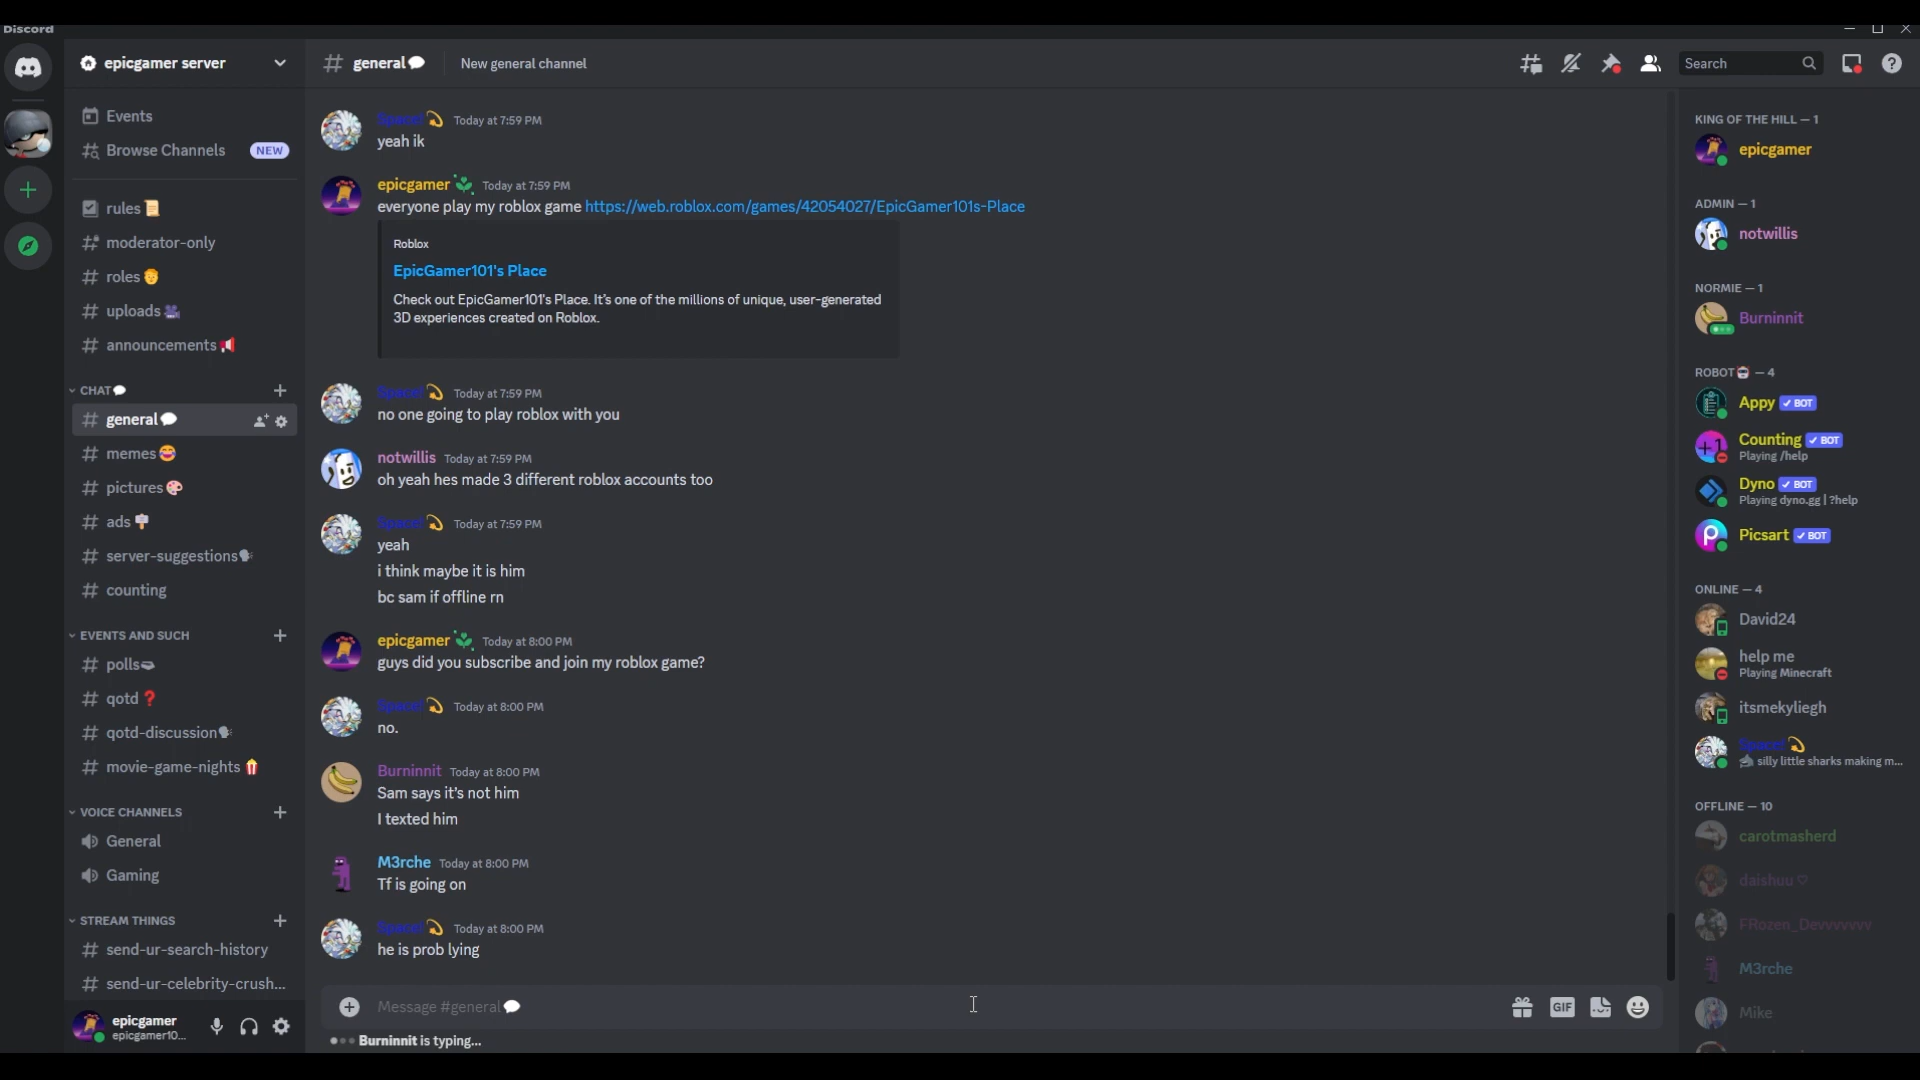 Discord
epicgamer server
general
New general channel
Search
Events
Browse Channels NEW
rules
moderator-only
roles
uploads
announcements
CHAT
general
memes
pictures
ads
server-suggestions
counting
EVENTS AND SUCH
polls
qotd
qotd-discussion
movie-game-nights
VOICE CHANNELS
General
Gaming
STREAM THINGS
send-ur-search-history
send-ur-celebrity-crush...
epicgamer
epicgamer10...
Today at 7:59 PM
yeah ik
epicgamer Today at 7:59 PM
everyone play my roblox game https://web.roblox.com/games/42054027/EpicGamer101s-Place
Roblox
EpicGamer101's Place
Check out EpicGamer101's Place. It's one of the millions of unique, user-generated
3D experiences created on Roblox.
Today at 7:59 PM
no one going to play roblox with you
notwillis Today at 7:59 PM
oh yeah hes made 3 different roblox accounts too
Today at 7:59 PM
yeah
i think maybe it is him
bc sam if offline rn
epicgamer Today at 8:00 PM
guys did you subscribe and join my roblox game?
Today at 8:00 PM
no.
Burninnit Today at 8:00 PM
Sam says it's not him
I texted him
M3rche Today at 8:00 PM
Tf is going on
Today at 8:00 PM
he is prob lying
Message #general
Burninnit is typing...
KING OF THE HILL — 1
epicgamer
ADMIN — 1
notwillis
NORMIE — 1
Burninnit
ROBOT — 4
Appy ✓ BOT
Counting ✓ BOT
Playing /help
Dyno ✓ BOT
Playing dyno.gg | ?help
Picsart ✓ BOT
ONLINE — 4
David24
help me
Playing Minecraft
itsmekyliegh
silly little sharks making m...
OFFLINE — 10
carotmasherd
daishuu ♡
M3rche
Mike